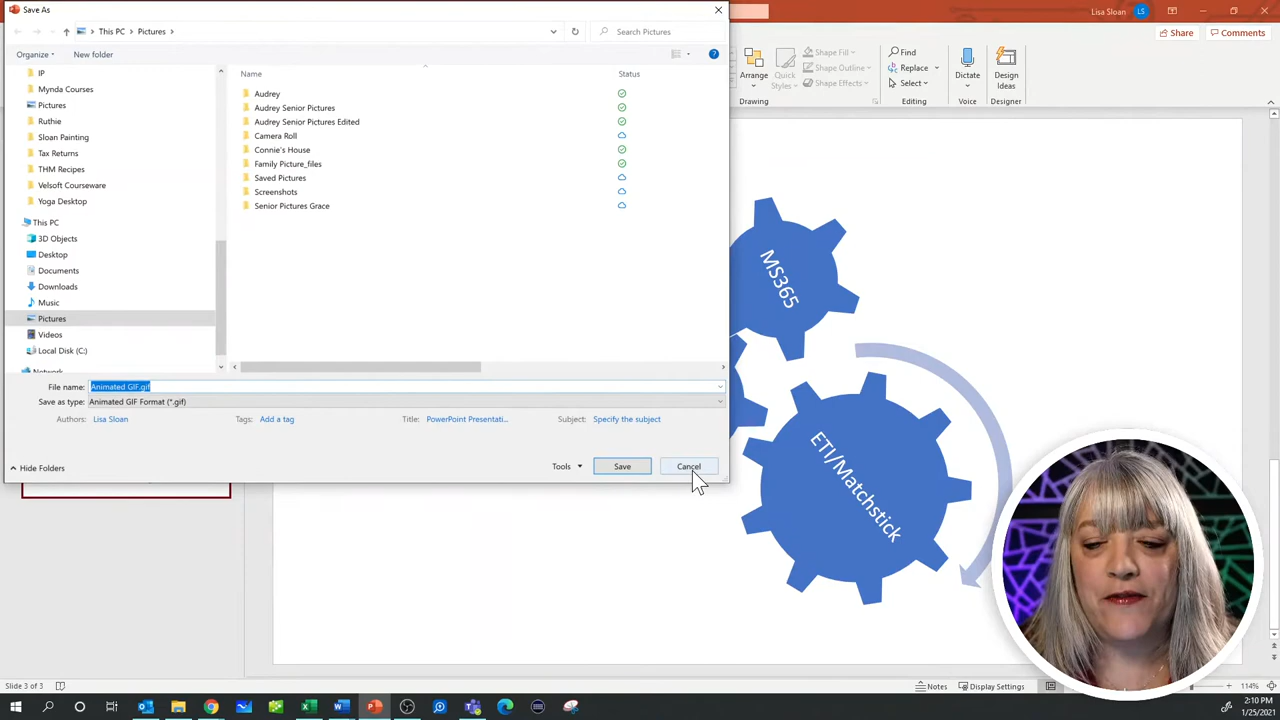 Save As
This PC > Pictures >
Search Pictures
Organize
New folder
Name
Status
IP
Mynda Courses
Pictures
Ruthie
Sloan Painting
Tax Returns
THM Recipes
Velsoft Courseware
Yoga Desktop
This PC
3D Objects
Desktop
Documents
Downloads
Music
Pictures
Videos
Local Disk (C:)
Network
Audrey
Audrey Senior Pictures
Audrey Senior Pictures Edited
Camera Roll
Connie's House
Family Picture_files
Saved Pictures
Screenshots
Senior Pictures Grace
File name: Animated GIF.gif
Save as type: Animated GIF Format (*.gif)
Authors: Lisa Sloan
Tags: Add a tag
Title: PowerPoint Presentati...
Subject: Specify the subject
Hide Folders
Tools
Save
Cancel
Lisa Sloan
LS
Share
Comments
Arrange
Quick
Styles
Shape Fill
Shape Outline
Shape Effects
Drawing
Find
Replace
Select
Editing
Dictate
Voice
Design
Ideas
Designer
MS365
ETI/Matchstick
Slide 3 of 3
Notes
Display Settings
114%
2:10 PM
1/25/2021